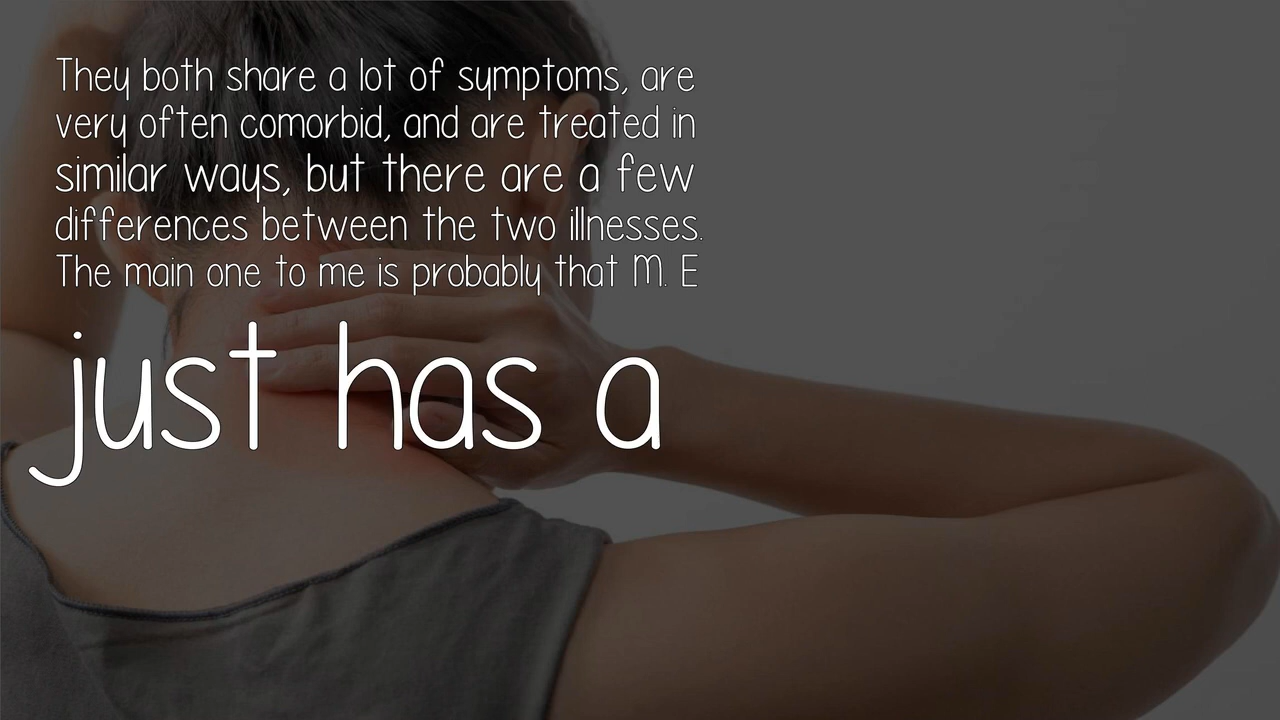 They both share a lot of symptoms, are
very often comorbid, and are treated in
similar ways, but there are a few
differences between the two illnesses.
The main one to me is probably that M. E
just has a